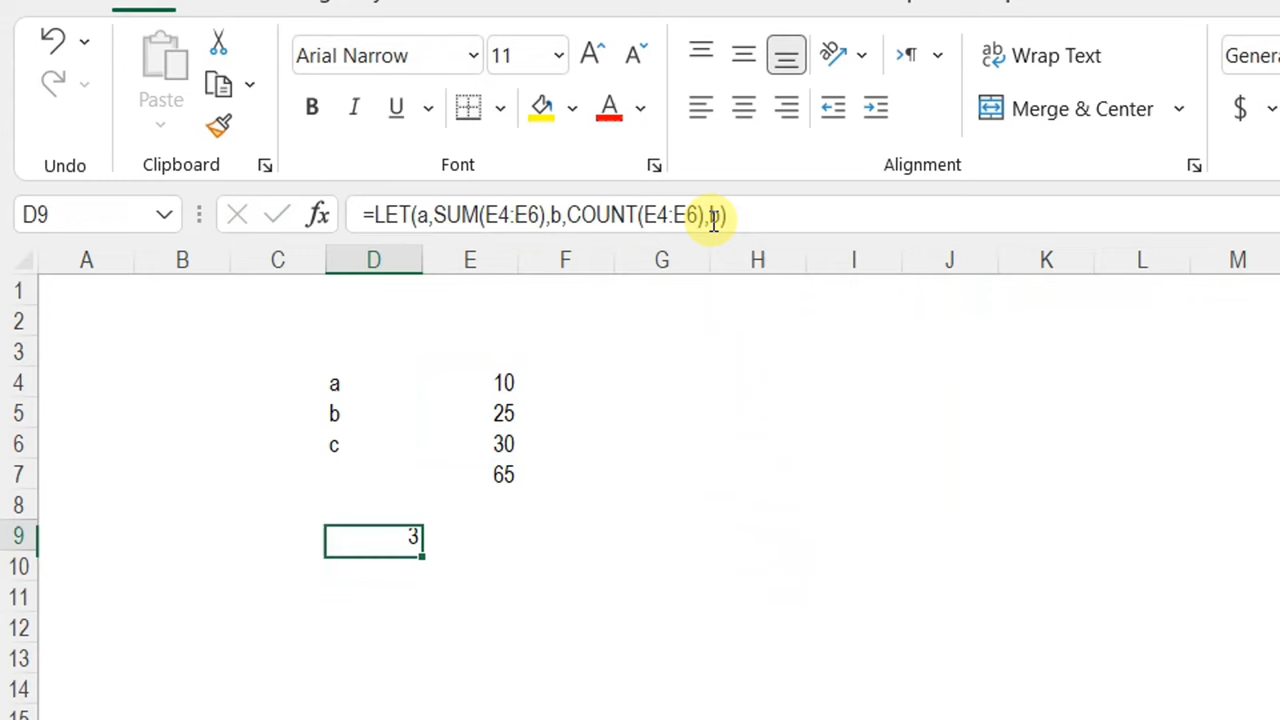 Arial Narrow 11 A A Wrap Text Genera
Paste B I U A Merge & Center $
Undo Clipboard Font Alignment
D9 fx =LET(a,SUM(E4:E6),b,COUNT(E4:E6),b)
A B C D E F G H I J K L M
1
2
3
4 a 10
5 b 25
6 c 30
7 65
8
9 3
10
11
12
13
14
15